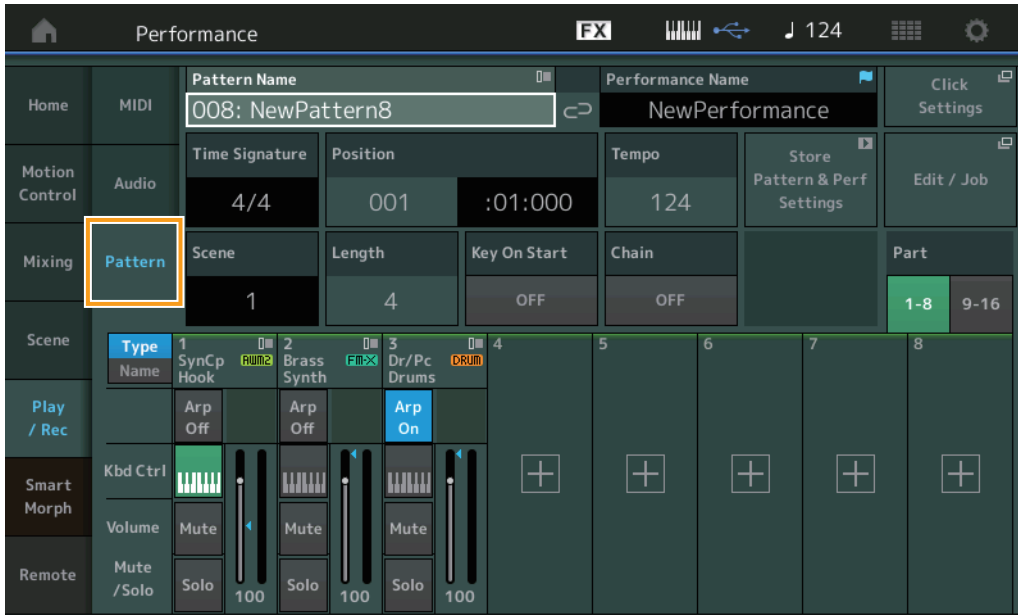 Performance
FX
♩ 124
Home
Motion
Control
Mixing
Scene
Play
/ Rec
Smart
Morph
Remote
MIDI
Audio
Pattern
Pattern Name
008: NewPattern8
Performance Name
NewPerformance
Click
Settings
Time Signature
4/4
Position
001
:01:000
Tempo
124
Store
Pattern & Perf
Settings
Edit / Job
Scene
1
Length
4
Key On Start
OFF
Chain
OFF
Part
1-8
9-16
Type
Name
1
SynCp
Hook
AWM2
2
Brass
Synth
FM-X
3
Dr/Pc
Drums
DRUM
4
5
6
7
8
Arp
Off
Arp
Off
Arp
On
Kbd Ctrl
Volume
Mute
Mute
Mute
Mute
/Solo
Solo
100
Solo
100
Solo
100